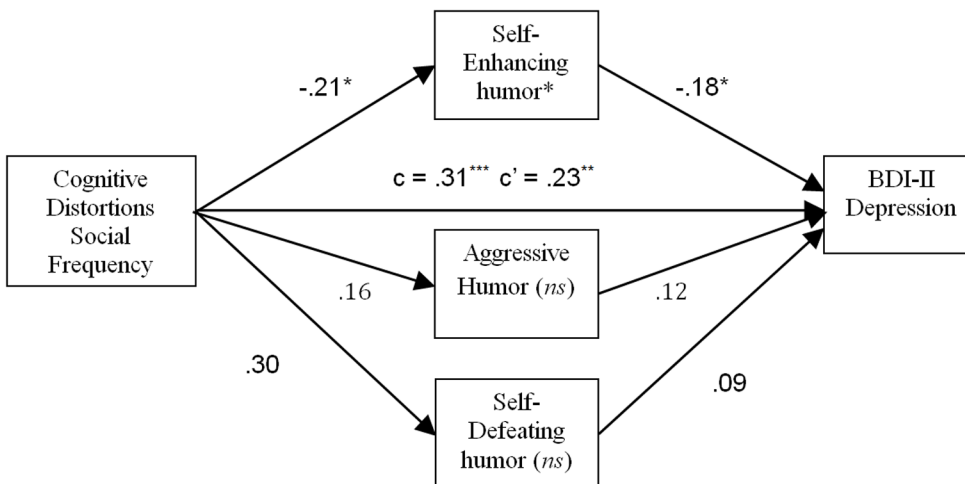 Self-
Enhancing
humor*
-.21*
-.18*
Cognitive
Distortions
Social
Frequency
c = .31*** c’ = .23**
BDI-II
Depression
Aggressive
Humor (ns)
.16
.12
.30
.09
Self-
Defeating
humor (ns)